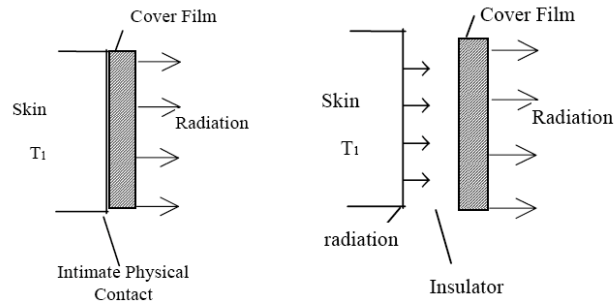 Cover Film
Skin
Radiation
T1
Intimate Physical
Contact
Cover Film
Skin
Radiation
T1
radiation
Insulator